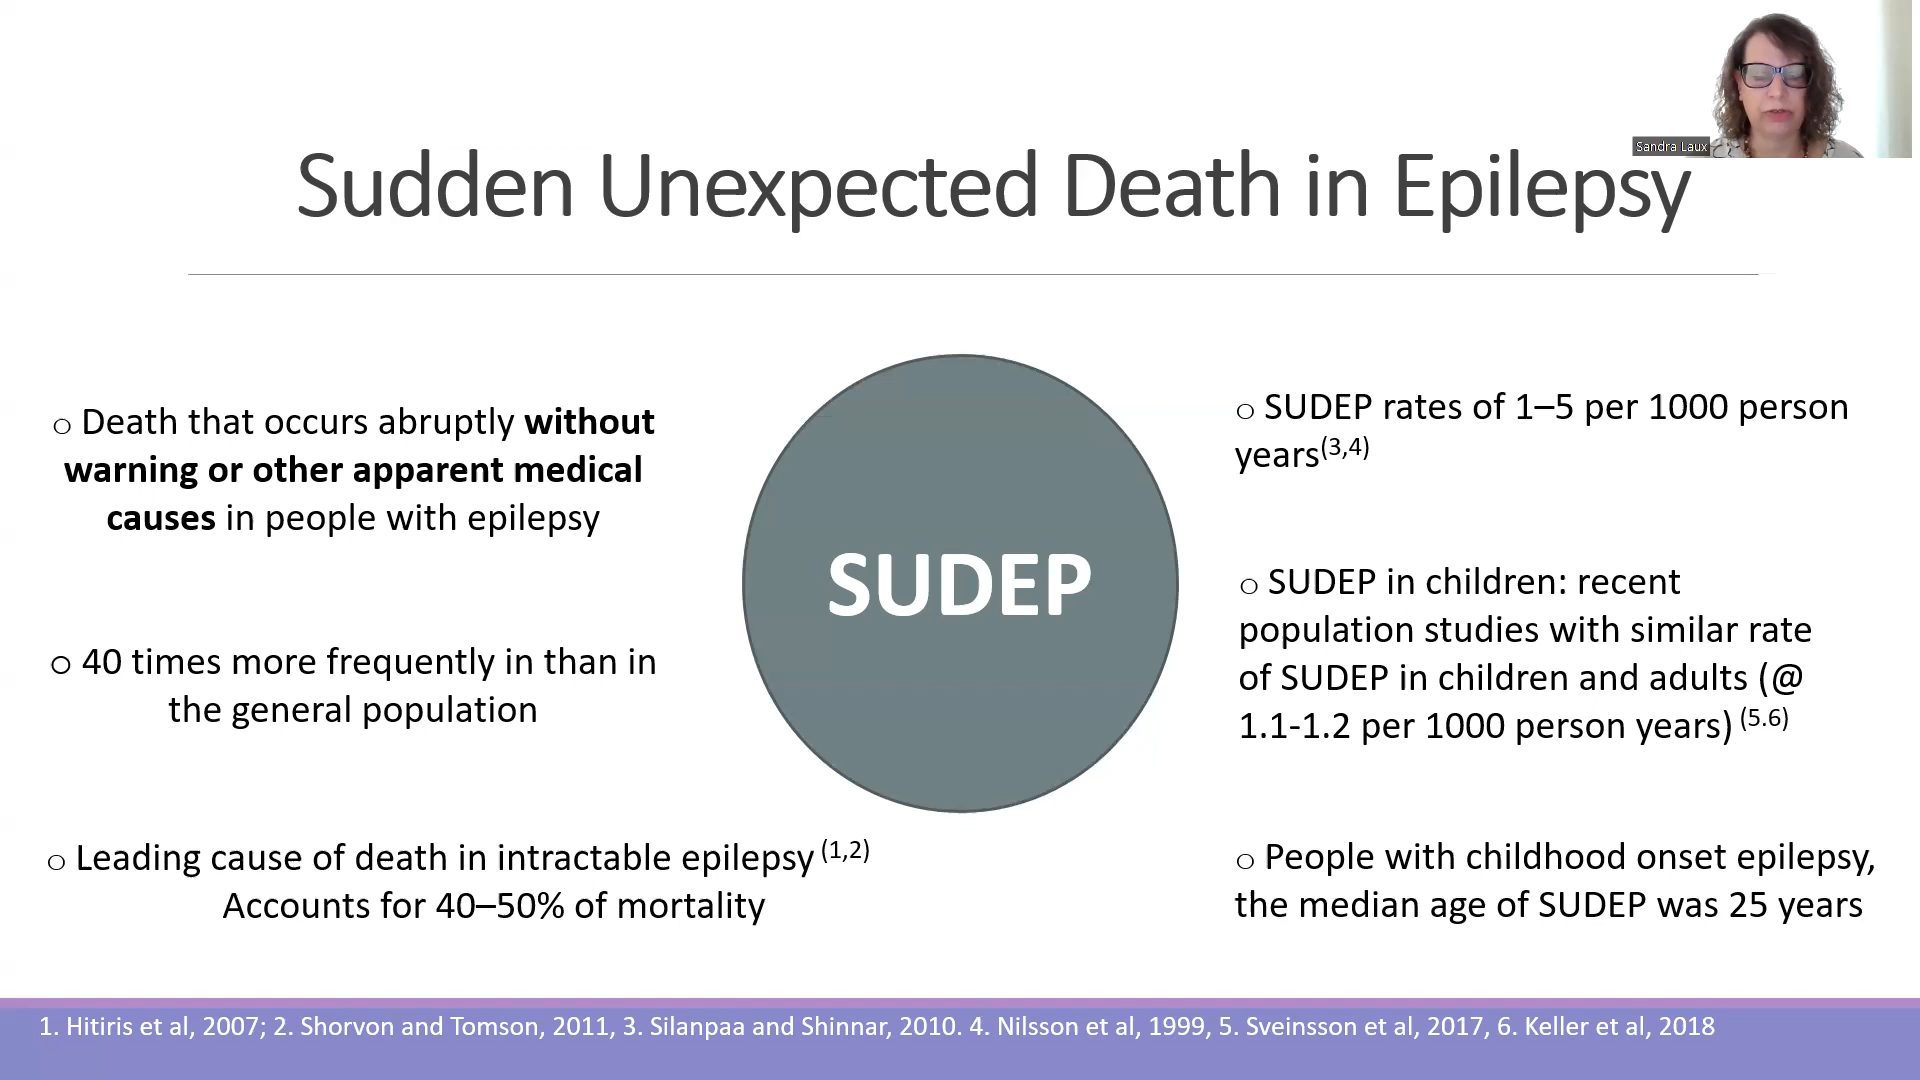 Sandra Laux
Sudden Unexpected Death in Epilepsy
o Death that occurs abruptly without
warning or other apparent medical
causes in people with epilepsy
o 40 times more frequently in than in
the general population
o Leading cause of death in intractable epilepsy (1,2)
Accounts for 40–50% of mortality
SUDEP
o SUDEP rates of 1–5 per 1000 person
years(3,4)
o SUDEP in children: recent
population studies with similar rate
of SUDEP in children and adults (@
1.1-1.2 per 1000 person years) (5.6)
o People with childhood onset epilepsy,
the median age of SUDEP was 25 years
1. Hitiris et al, 2007; 2. Shorvon and Tomson, 2011, 3. Silanpaa and Shinnar, 2010. 4. Nilsson et al, 1999, 5. Sveinsson et al, 2017, 6. Keller et al, 2018